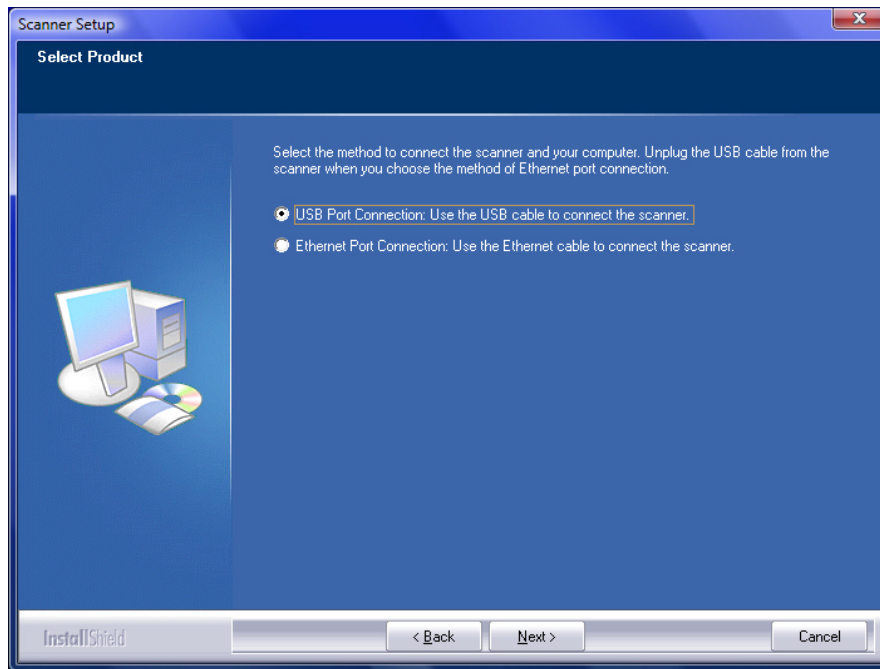 Scanner Setup
Select Product
Select the method to connect the scanner and your computer. Unplug the USB cable from the
scanner when you choose the method of Ethernet port connection.
USB Port Connection: Use the USB cable to connect the scanner.
Ethernet Port Connection: Use the Ethernet cable to connect the scanner.
InstallShield
< Back
Next >
Cancel